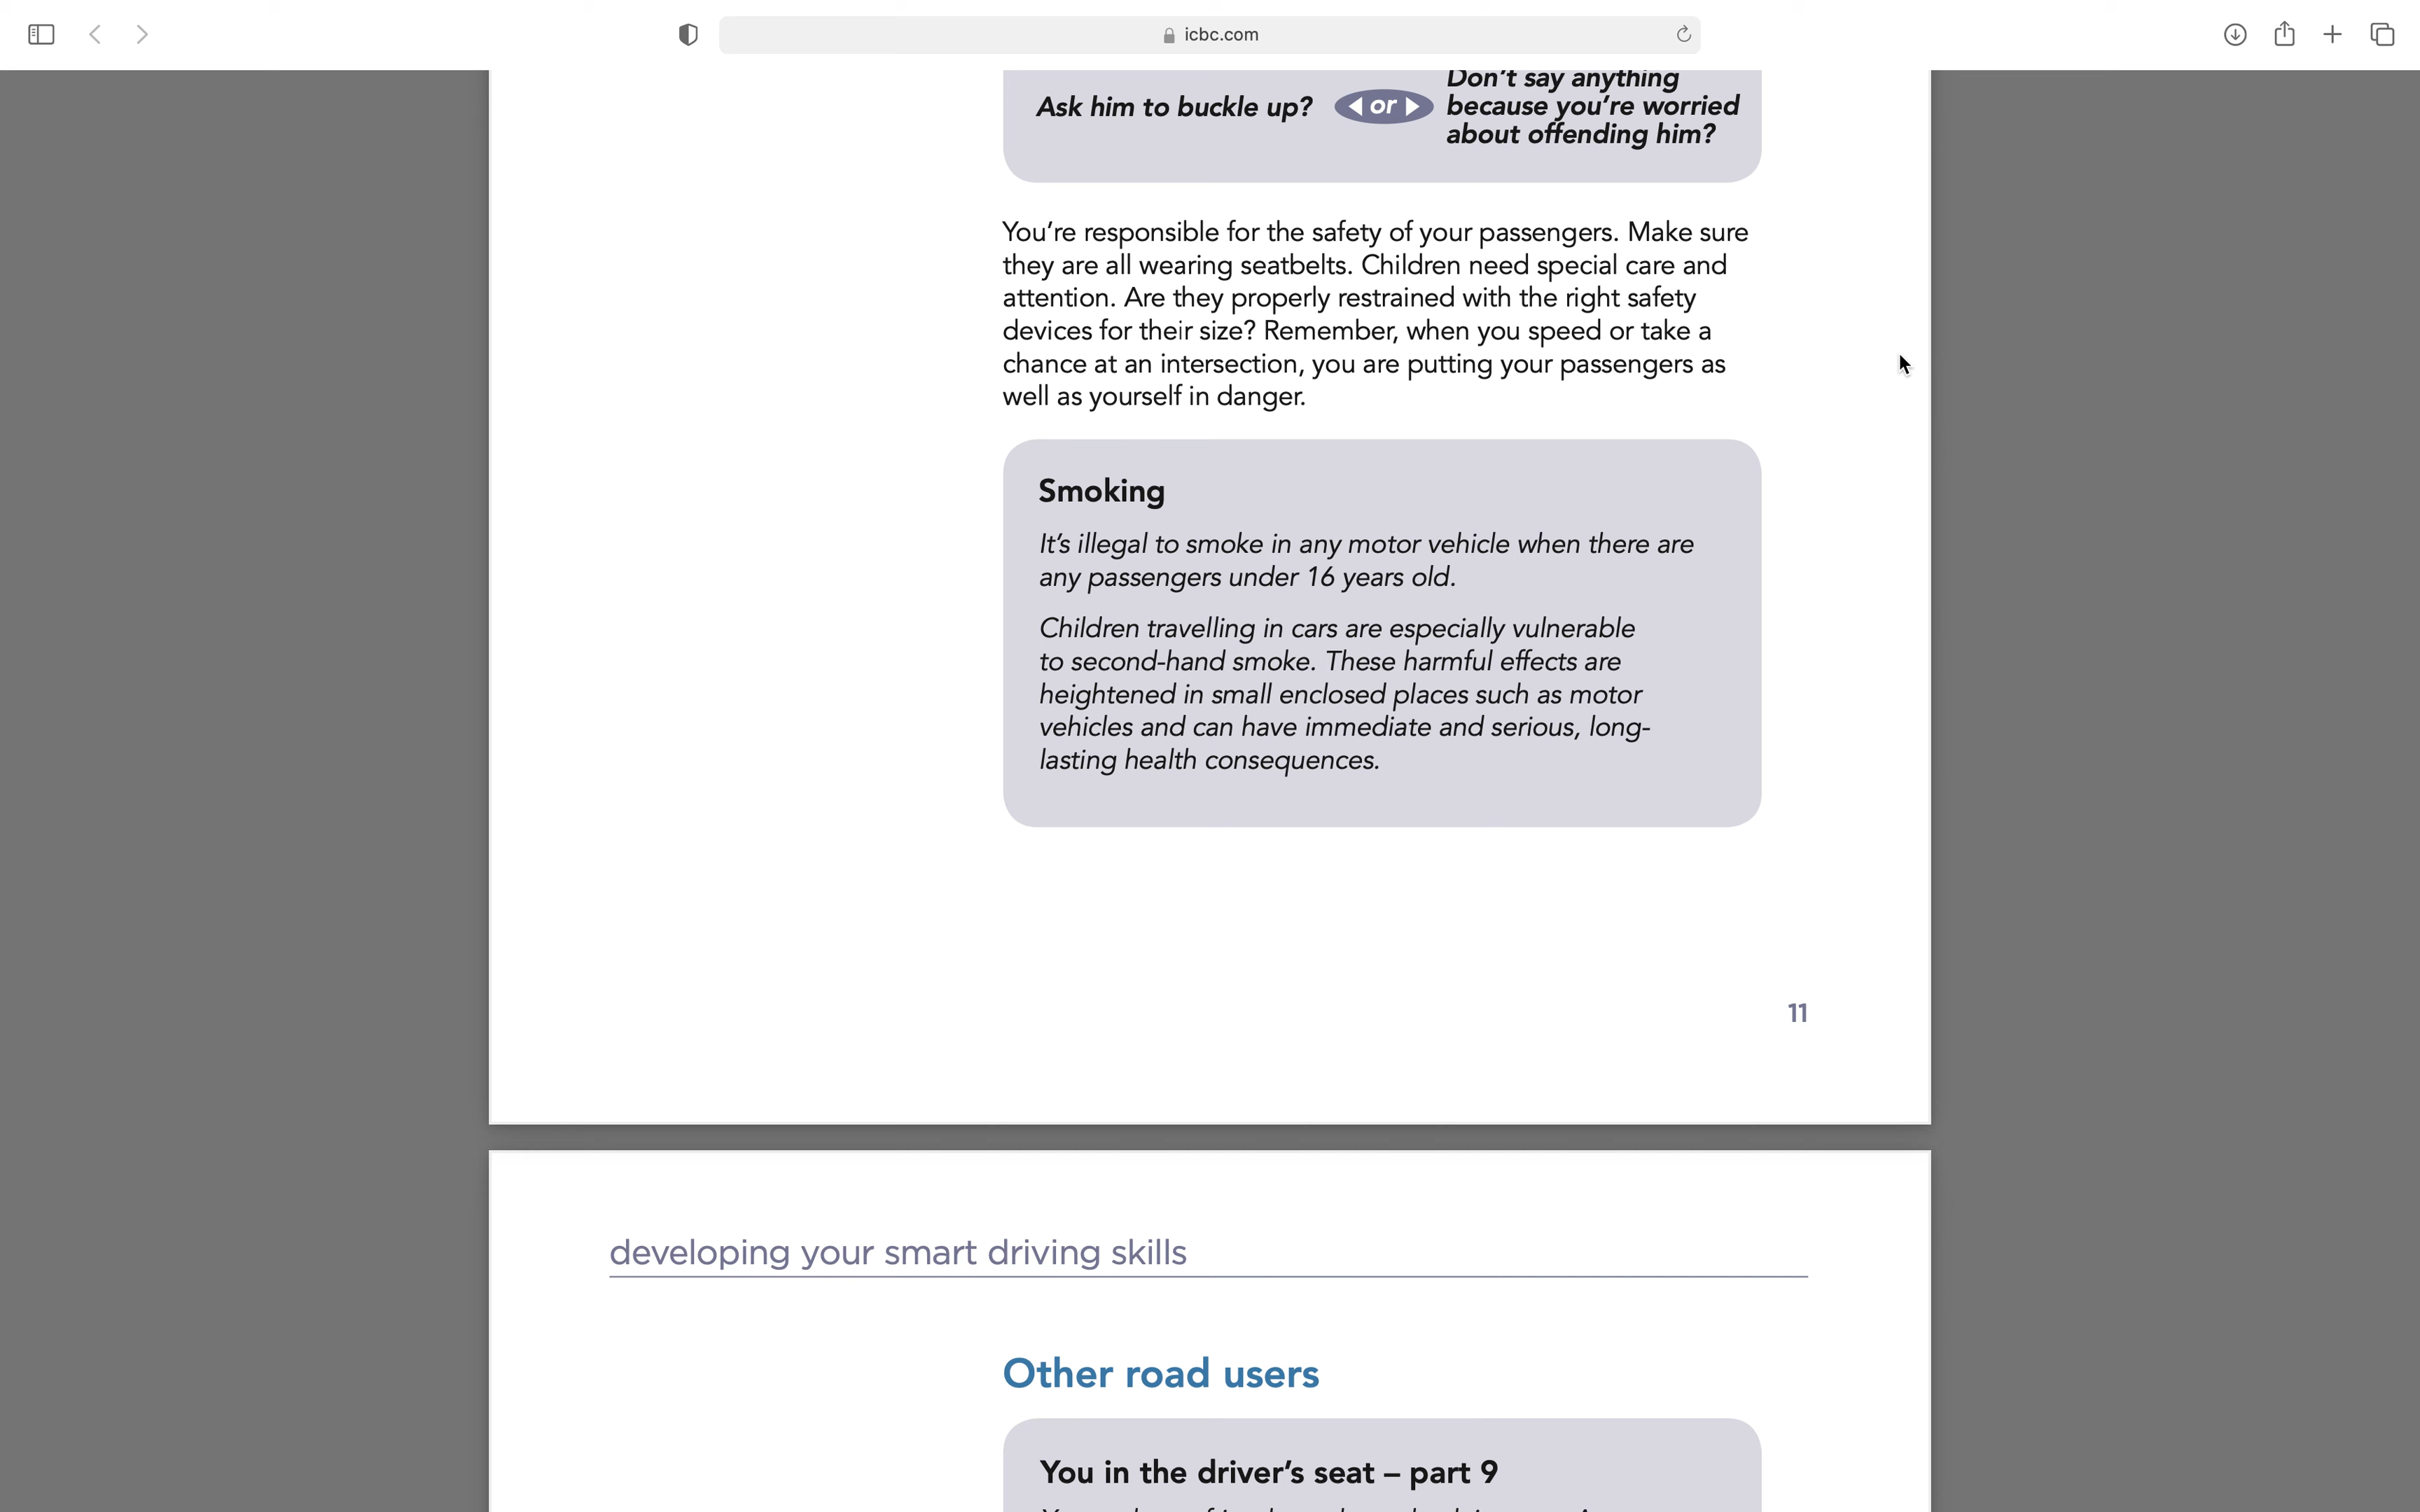 icbc.com
Ask him to buckle up?
or
Don't say anything
because you're worried
about offending him?
You're responsible for the safety of your passengers. Make sure
they are all wearing seatbelts. Children need special care and
attention. Are they properly restrained with the right safety
devices for their size? Remember, when you speed or take a
chance at an intersection, you are putting your passengers as
well as yourself in danger.
Smoking
It's illegal to smoke in any motor vehicle when there are
any passengers under 16 years old.
Children travelling in cars are especially vulnerable
to second-hand smoke. These harmful effects are
heightened in small enclosed places such as motor
vehicles and can have immediate and serious, long-
lasting health consequences.
11
developing your smart driving skills
Other road users
You in the driver's seat – part 9